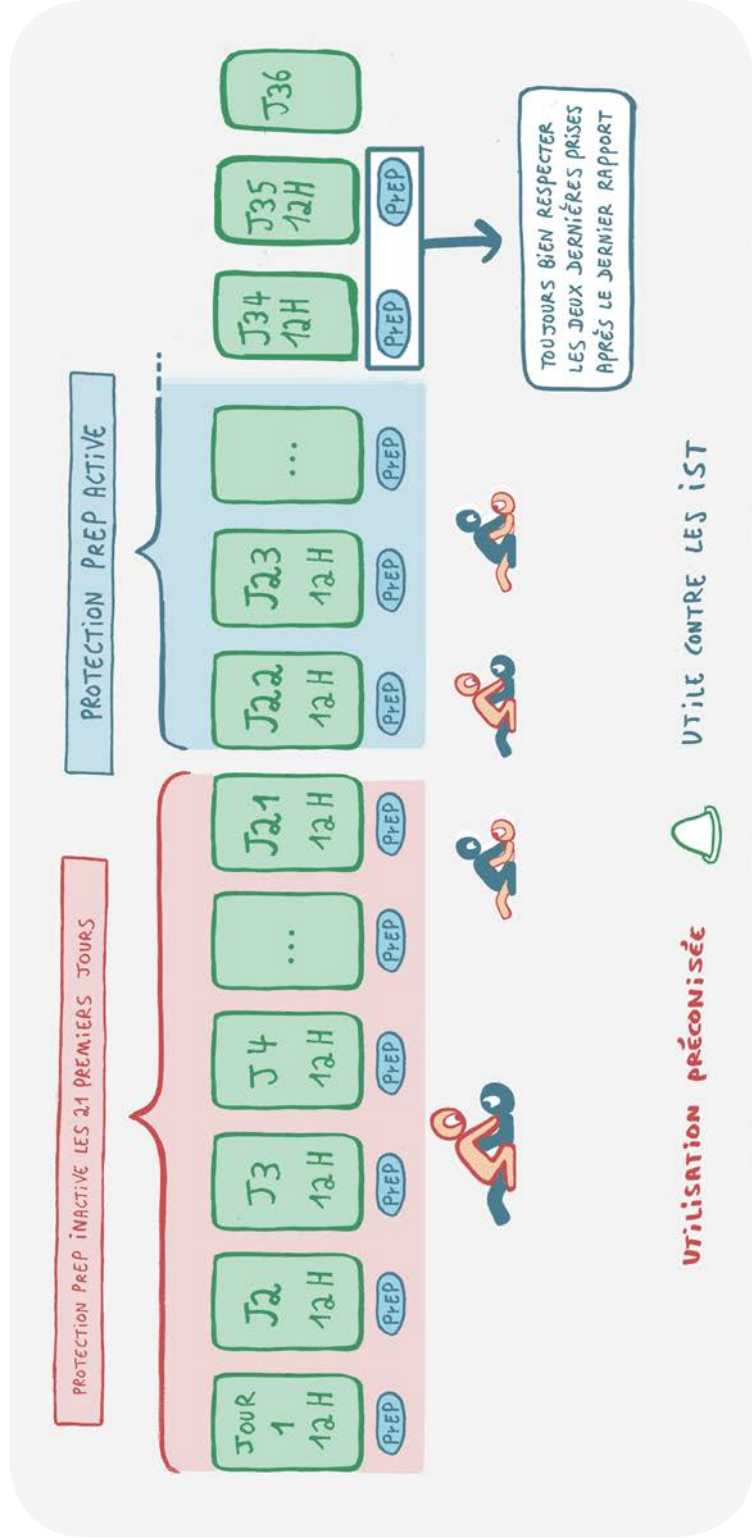 PROTECTION PREP INACTIVE LES 21 PREMIERS JOURS
PROTECTION PREP ACTIVE
JOUR
1
12H
J2
12H
J3
12H
J4
12H
...
J21
12H
J22
12H
J23
12H
...
J34
12H
J35
12H
J36
PrEP
PrEP
PrEP
PrEP
PrEP
PrEP
PrEP
PrEP
PrEP
PrEP
PrEP
TOUJOURS BIEN RESPECTER
LES DEUX DERNIÉRES PRISES
APRÉS LE DERNIER RAPPORT
UTILISATION PRÉCONISÉE
UTILE CONTRE LES IST